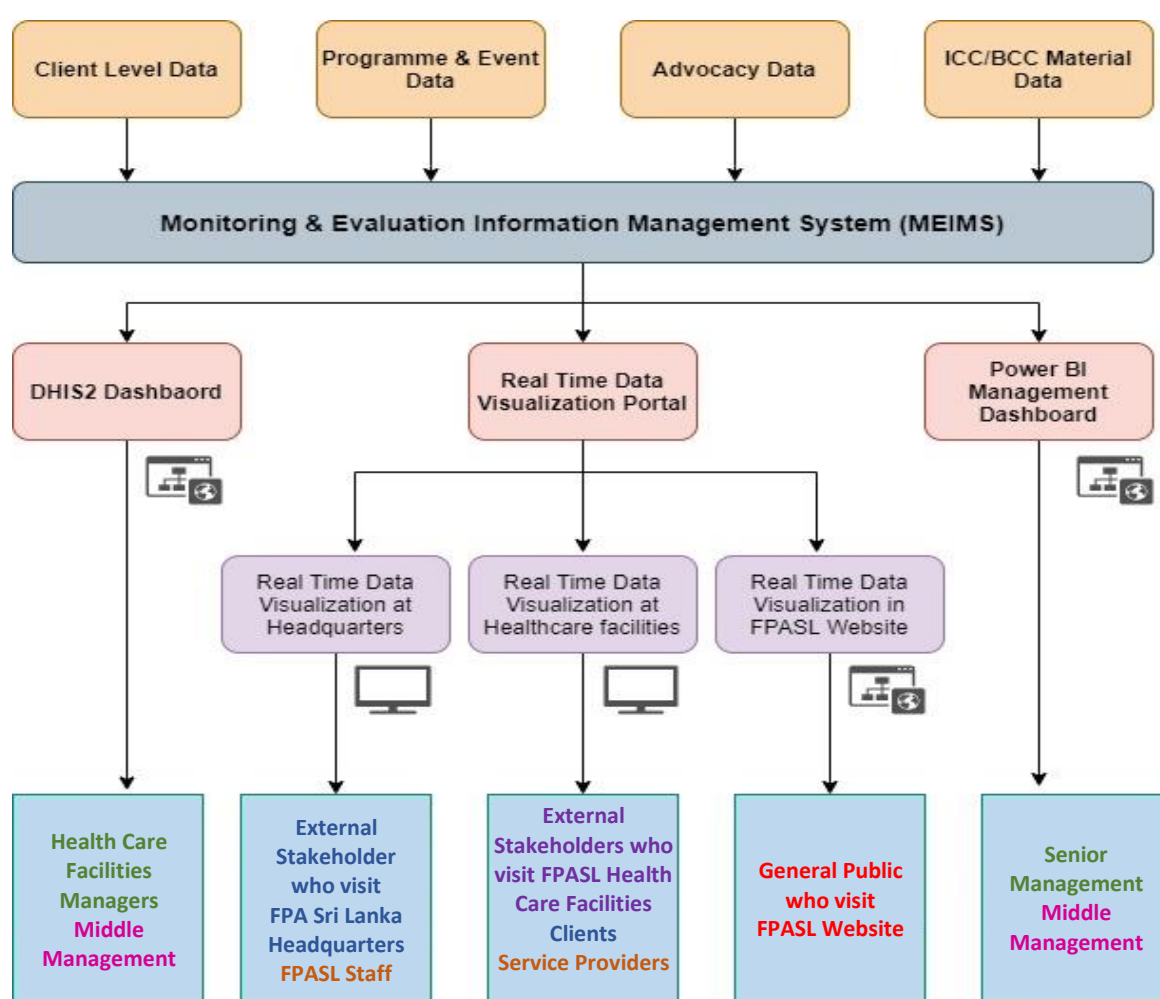 Client Level Data
Programme & Event
Data
Advocacy Data
ICC/BCC Material
Data
Monitoring & Evaluation Information Management System (MEIMS)
DHIS2 Dashbaord
Real Time Data
Visualization Portal
Power BI
Management
Dashboard
Real Time Data
Visualization at
Headquarters
Real Time Data
Visualization at
Healthcare facilities
Real Time Data
Visualization in
FPASL Website
Health Care
Facilities
Managers
Middle
Management
External
Stakeholder
who visit
FPA Sri Lanka
Headquarters
FPASL Staff
External
Stakeholders who
visit FPASL Health
Care Facilities
Clients
Service Providers
General Public
who visit
FPASL Website
Senior
Management
Middle
Management